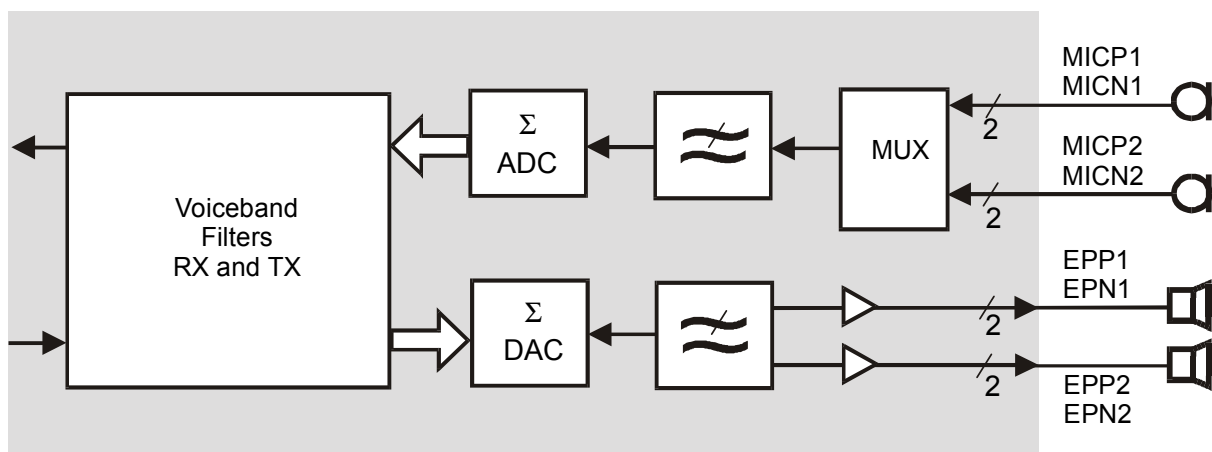 MICP1
MICN1
2
MICP2
MICN2
2
MUX
Σ
ADC
Voiceband
Filters
RX and TX
Σ
DAC
EPP1
EPN1
2
EPP2
EPN2
2